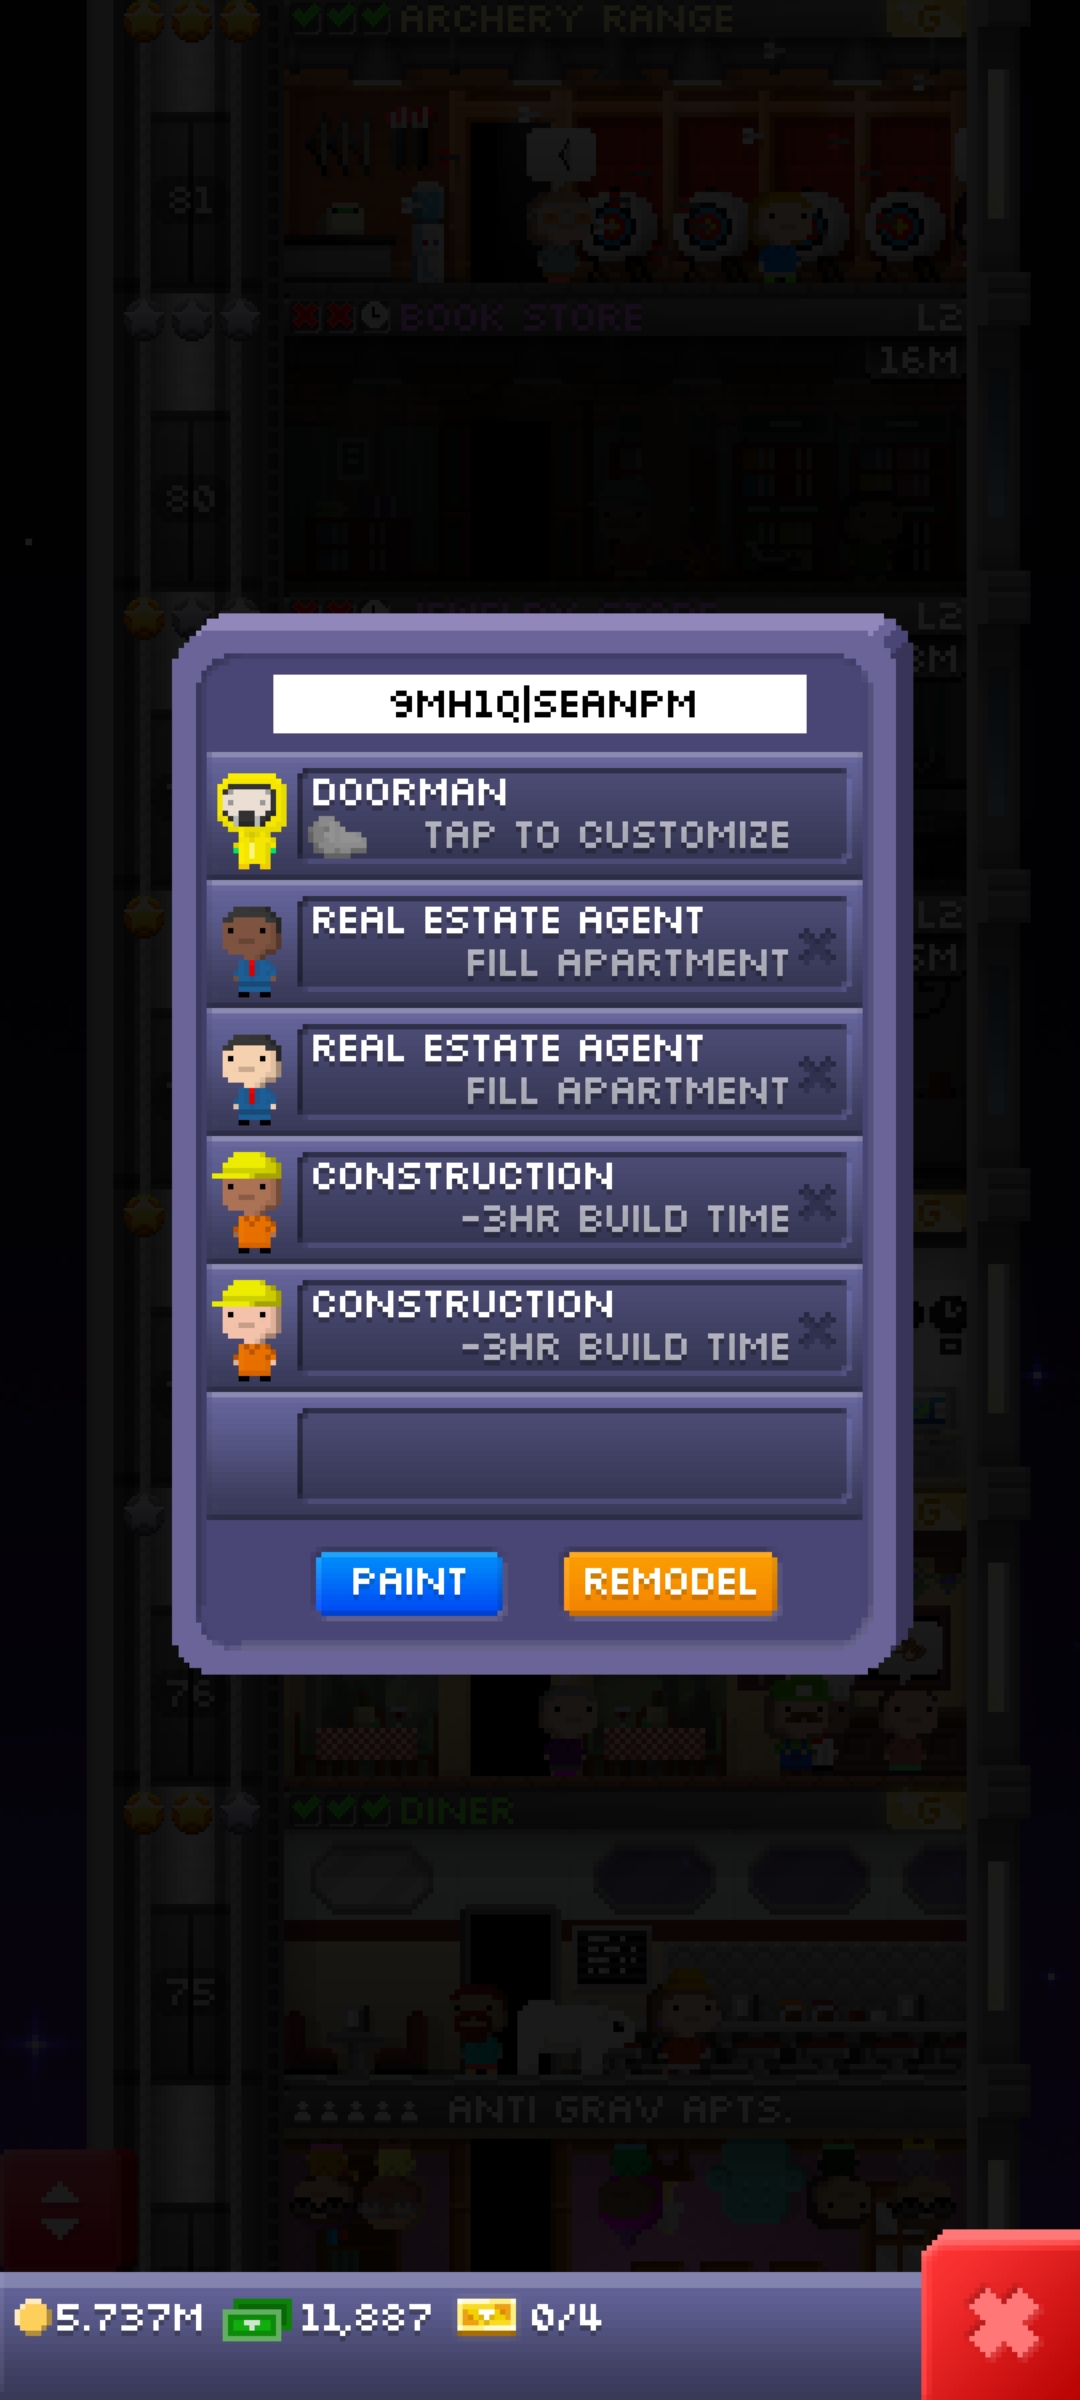 ARCHERY RANGE G
81
BOOK STORE L2
16M
80
L2
9MH1Q|SEANPM
DOORMAN
TAP TO CUSTOMIZE
REAL ESTATE AGENT
L2
FILL APARTMENT
REAL ESTATE AGENT
FILL APARTMENT
CONSTRUCTION
-3HR BUILD TIME
G
CONSTRUCTION
-3HR BUILD TIME
G
PAINT REMODEL
76
DINER G
75
ANTI GRAV APTS.
5.737M 11,887 0/4